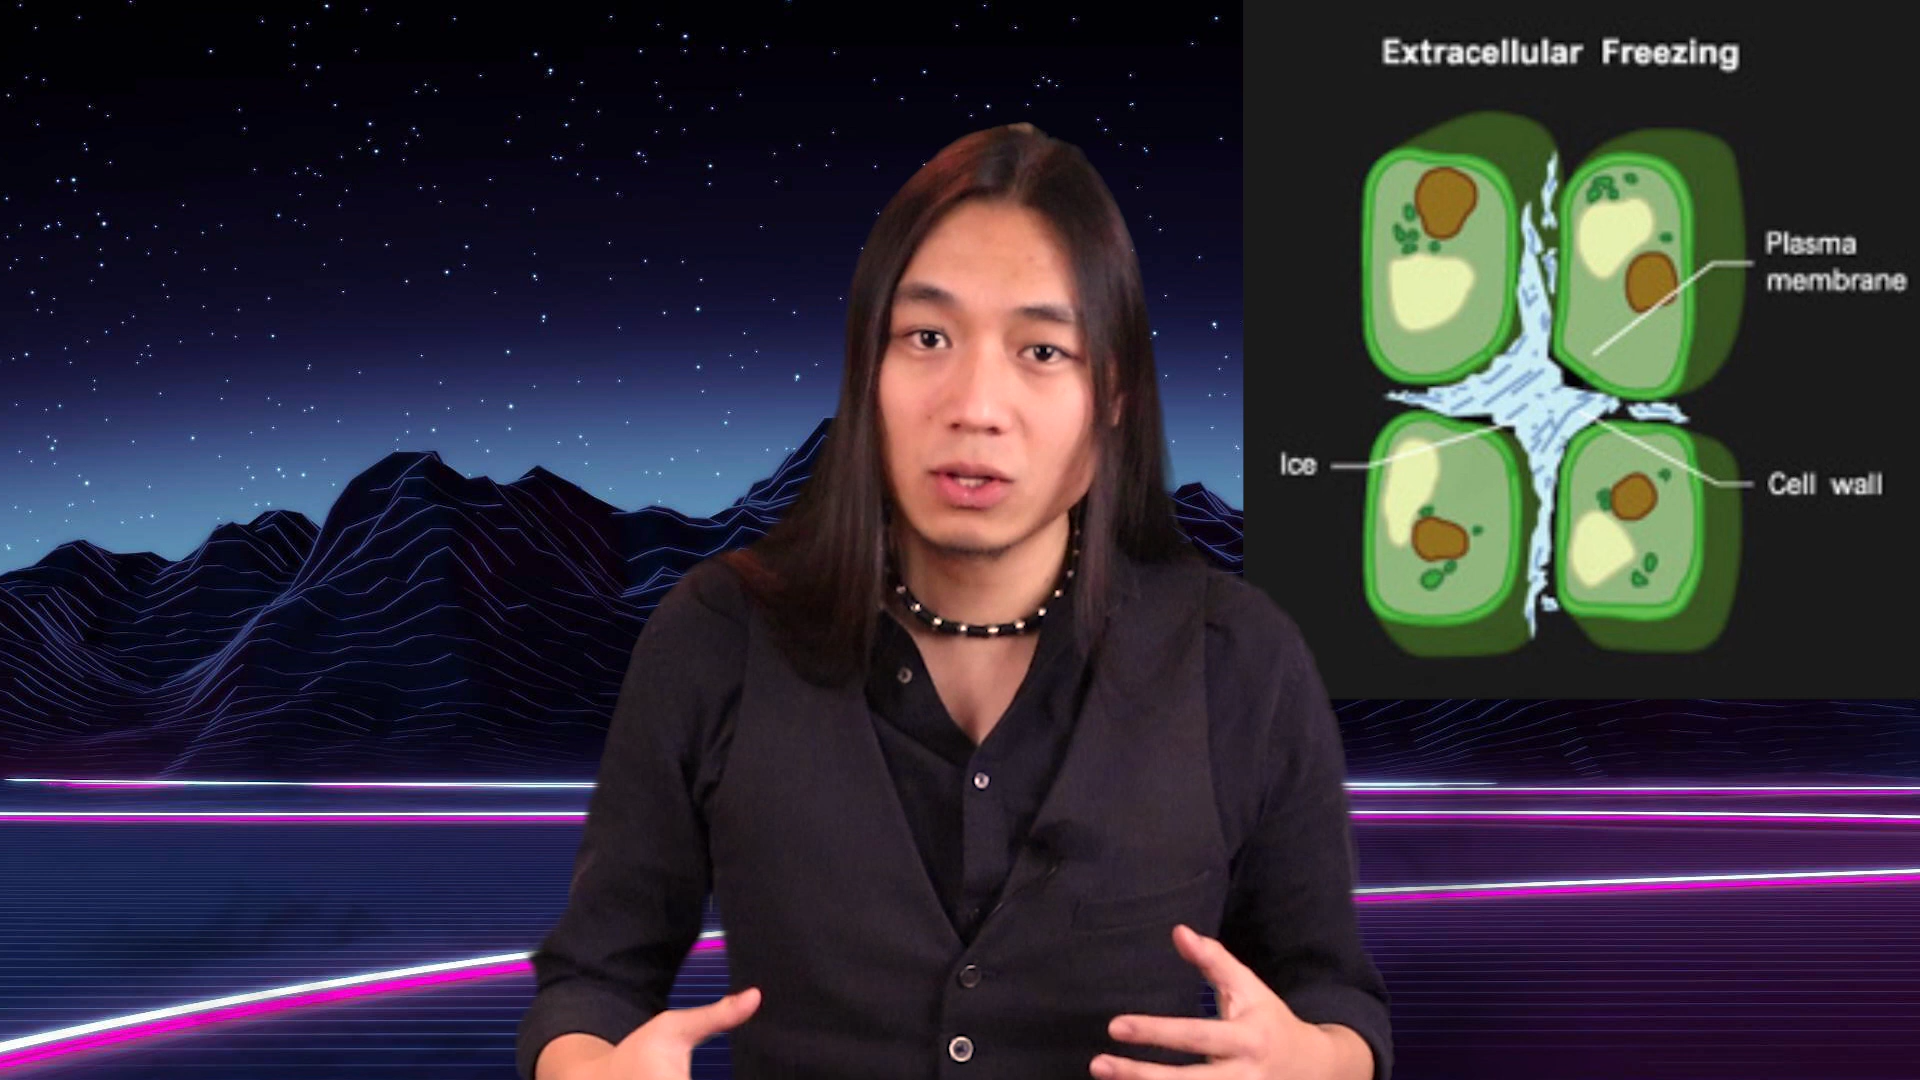 Extracellular Freezing
Plasma
membrane
Ice
Cell wall